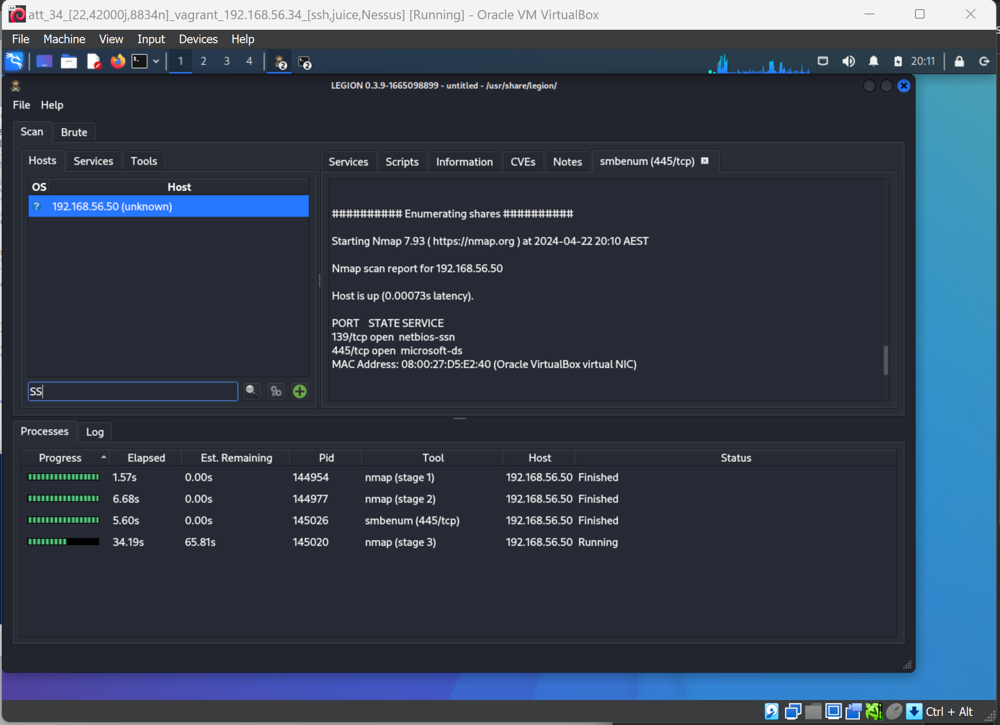 att_34_[22,42000j,8834n]_vagrant_192.168.56.34_[ssh,juice,Nessus] [Running] - Oracle VM VirtualBox
File Machine View Input Devices Help
1 2 3 4 2 2 20:11
LEGION 0.3.9-1665098899 - untitled - /usr/share/legion/
File Help
Scan Brute
Hosts Services Tools
OS Host
? 192.168.56.50 (unknown)
SS
Services Scripts Information CVEs Notes smbenum (445/tcp)
########## Enumerating shares ##########
Starting Nmap 7.93 ( https://nmap.org ) at 2024-04-22 20:10 AEST
Nmap scan report for 192.168.56.50
Host is up (0.00073s latency).
PORT STATE SERVICE
139/tcp open netbios-ssn
445/tcp open microsoft-ds
MAC Address: 08:00:27:D5:E2:40 (Oracle VirtualBox virtual NIC)
Processes Log
Progress Elapsed Est. Remaining Pid Tool Host Status
1.57s 0.00s 144954 nmap (stage 1) 192.168.56.50 Finished
6.68s 0.00s 144977 nmap (stage 2) 192.168.56.50 Finished
5.60s 0.00s 145026 smbenum (445/tcp) 192.168.56.50 Finished
34.19s 65.81s 145020 nmap (stage 3) 192.168.56.50 Running
Ctrl + Alt